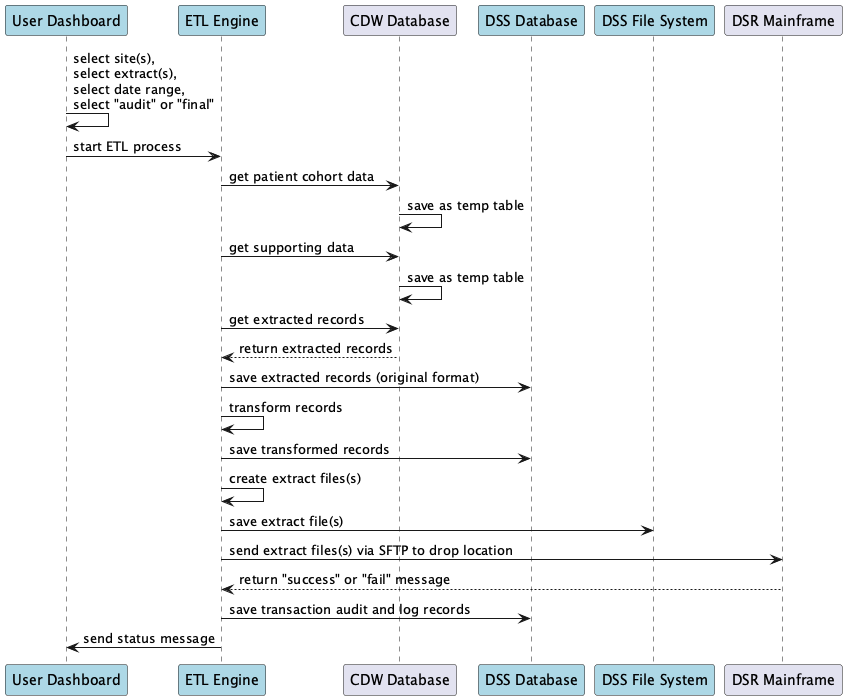 User Dashboard
ETL Engine
CDW Database
DSS Database
DSS File System
DSR Mainframe
select site(s),
select extract(s),
select date range,
select "audit" or "final"
start ETL process
get patient cohort data
save as temp table
get supporting data
save as temp table
get extracted records
return extracted records
save extracted records (original format)
transform records
save transformed records
create extract files(s)
save extract file(s)
send extract files(s) via SFTP to drop location
return "success" or "fail" message
save transaction audit and log records
send status message
User Dashboard
ETL Engine
CDW Database
DSS Database
DSS File System
DSR Mainframe